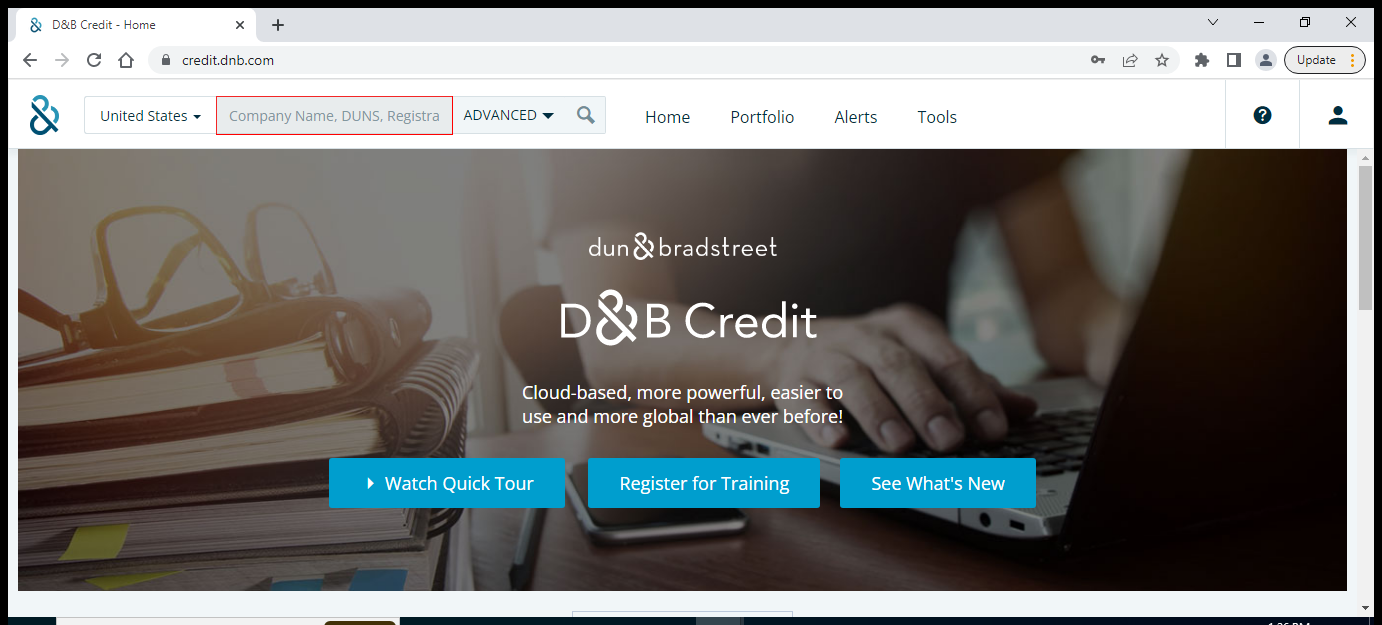 D&B Credit - Home
credit.dnb.com
Update
United States
Company Name, DUNS, Registra
ADVANCED
Home
Portfolio
Alerts
Tools
dun & bradstreet
D&B Credit
Cloud-based, more powerful, easier to
use and more global than ever before!
Watch Quick Tour
Register for Training
See What's New